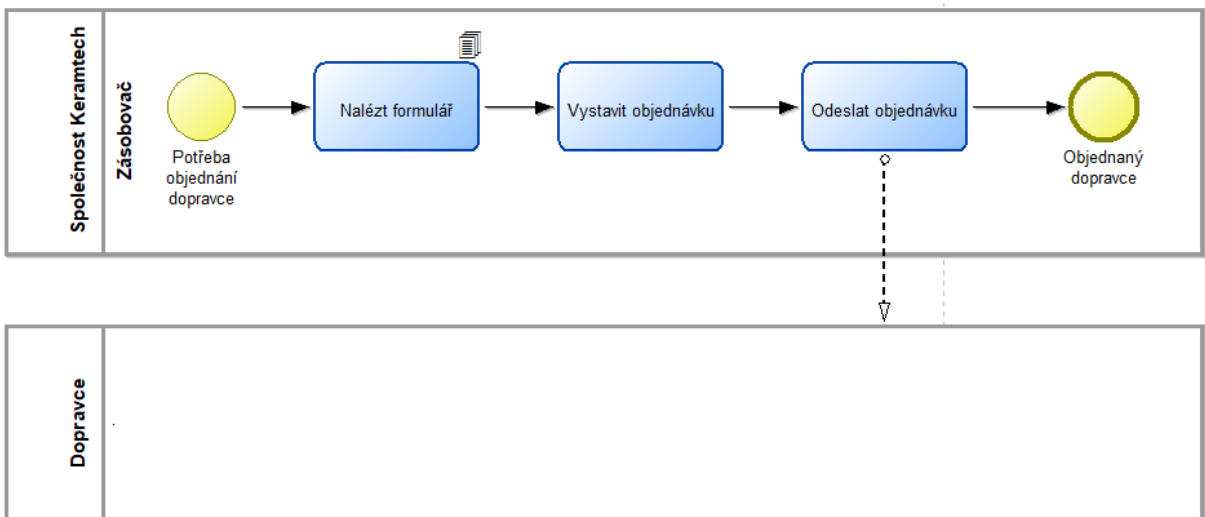 Společnost Keramtech
Zásobovač
Potřeba
objednání
dopravce
Nalézt formulář
Vystavit objednávku
Odeslat objednávku
Objednaný
dopravce
Dopravce